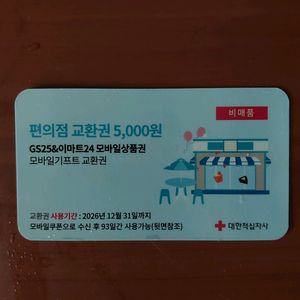 비매품
편의점 교환권 5,000원
GS25&이마트24 모바일상품권
모바일기프트 교환권
교환권 사용기간 : 2026년 12월 31일까지
모바일쿠폰으로 수신 후 93일간 사용가능(뒷면참조)
대한적십자사